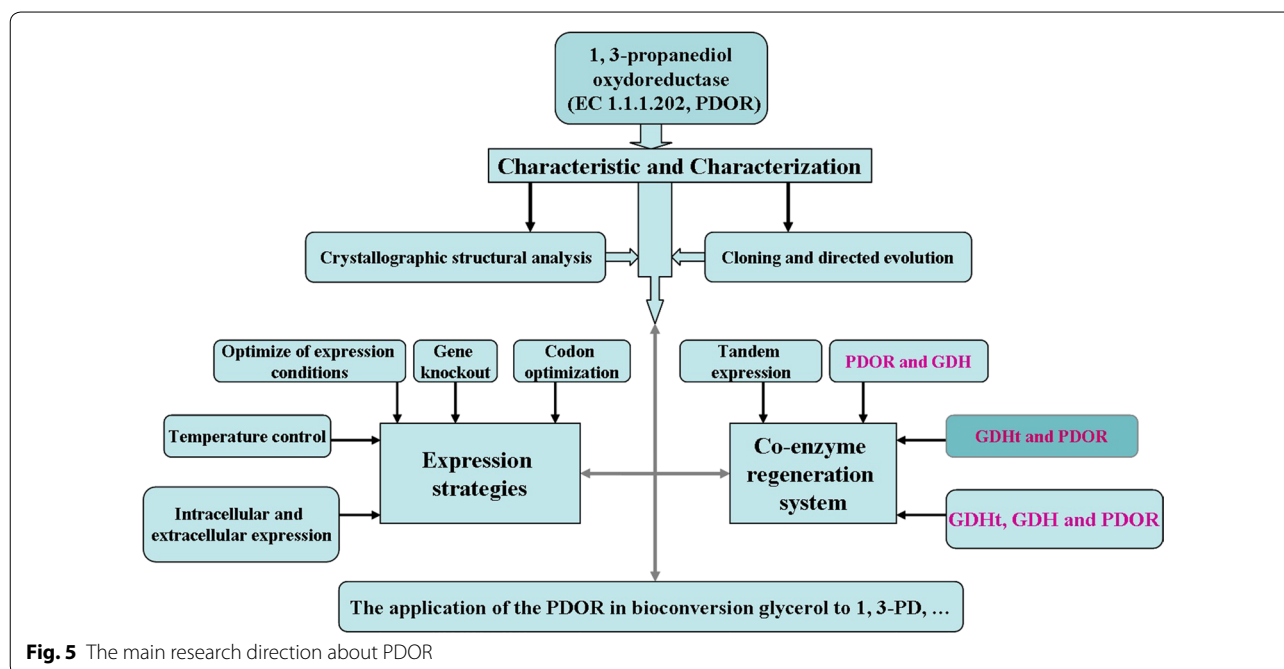 1, 3-propanediol
oxydoreductase
(EC 1.1.1.202, PDOR)
Characteristic and Characterization
Crystallographic structural analysis
Cloning and directed evolution
Optimize of expression
conditions
Gene
knockout
Codon
optimization
Tandem
expression
PDOR and GDH
Temperature control
Expression
strategies
Co-enzyme
regeneration
system
GDHt and PDOR
Intracellular and
extracellular expression
GDHt, GDH and PDOR
The application of the PDOR in bioconversion glycerol to 1, 3-PD, …
Fig. 5 The main research direction about PDOR